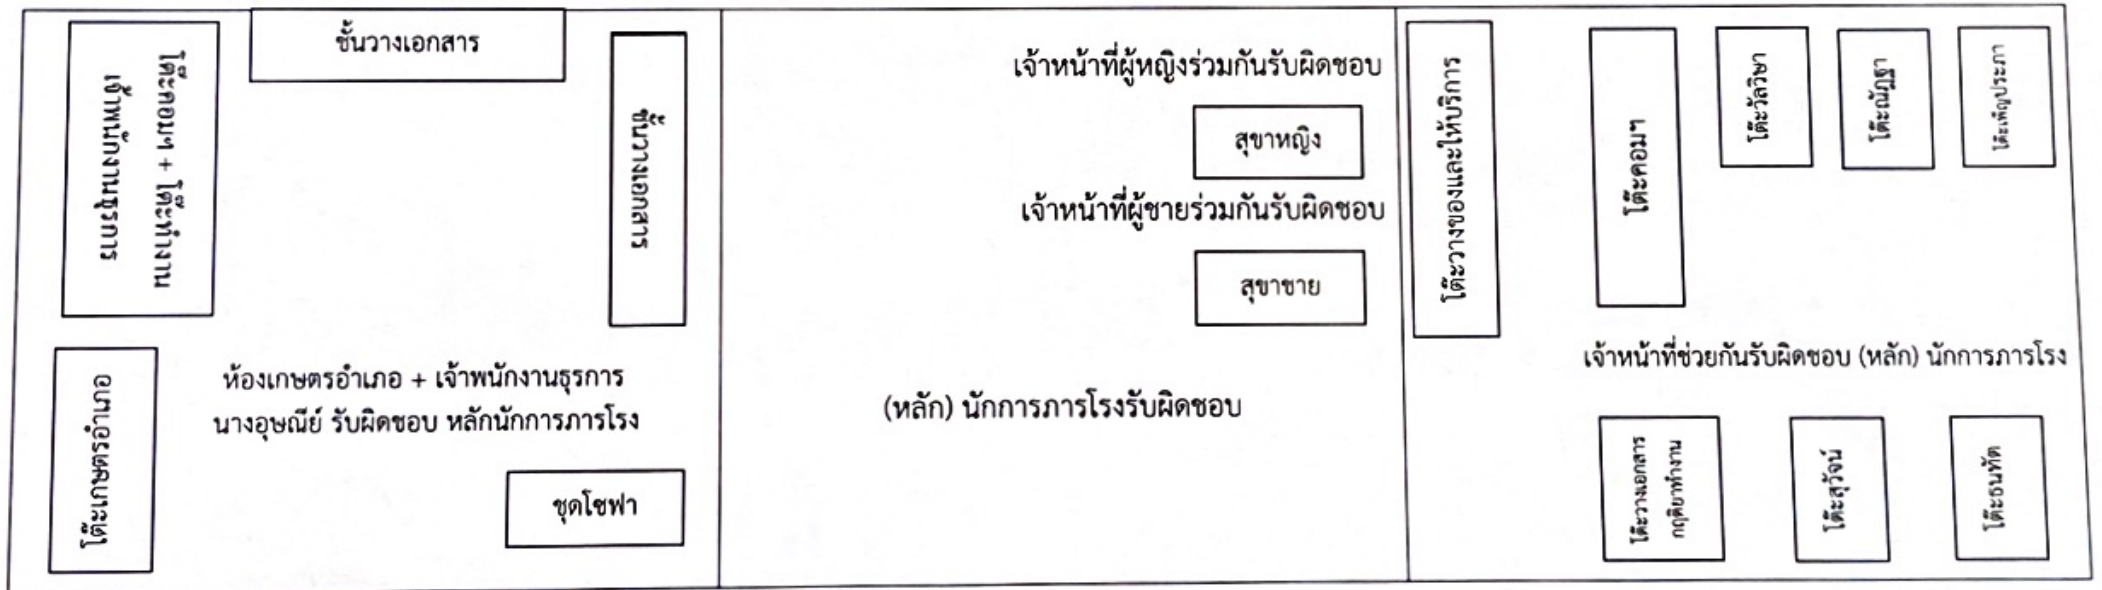 โต๊ะคอมฯ + โต๊ะทำงาน
เจ้าพนักงานธุรการ
ชั้นวางเอกสาร
ชั้นวางเอกสาร
โต๊ะเกษตรอำเภอ
ห้องเกษตรอำเภอ + เจ้าพนักงานธุรการ
นางอุษณีย์ รับผิดชอบ หลักนักการภารโรง
ชุดโซฟา
เจ้าหน้าที่ผู้หญิงร่วมกันรับผิดชอบ
สุขาหญิง
เจ้าหน้าที่ผู้ชายร่วมกันรับผิดชอบ
สุขาชาย
(หลัก) นักการภารโรงรับผิดชอบ
โต๊ะวางของและให้บริการ
โต๊ะคอมฯ
โต๊ะวัลวิษา
โต๊ะณัฏฐา
โต๊ะเพ็ญประภา
เจ้าหน้าที่ช่วยกันรับผิดชอบ (หลัก) นักการภารโรง
โต๊ะวางเอกสาร
กฤติยาทำงาน
โต๊ะสุวัจน์
โต๊ะธนทัต